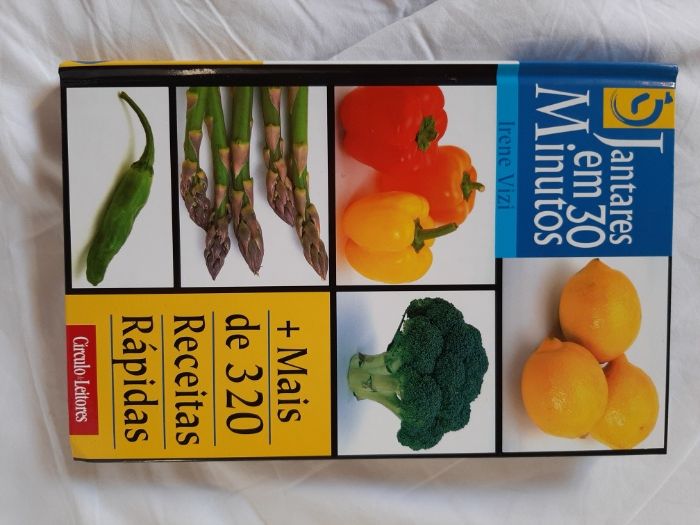 Jantares
em 30
Minutos
Irene Vizi
+ Mais
de 320
Receitas
Rápidas
Círculo-Leitores